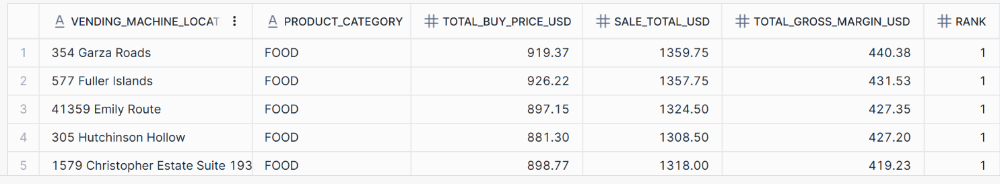 VENDING_MACHINE_LOCAT PRODUCT_CATEGORY TOTAL_BUY_PRICE_USD SALE_TOTAL_USD TOTAL_GROSS_MARGIN_USD RANK
1 354 Garza Roads FOOD 919.37 1359.75 440.38 1
2 577 Fuller Islands FOOD 926.22 1357.75 431.53 1
3 41359 Emily Route FOOD 897.15 1324.50 427.35 1
4 305 Hutchinson Hollow FOOD 881.30 1308.50 427.20 1
5 1579 Christopher Estate Suite 193 FOOD 898.77 1318.00 419.23 1